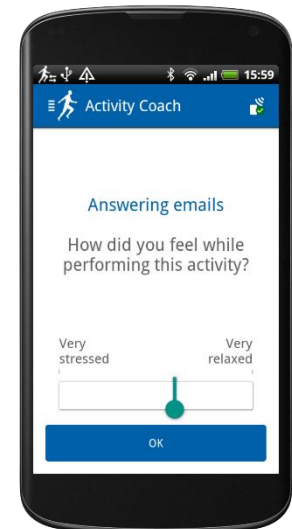 15:59
Activity Coach
Answering emails
How did you feel while
performing this activity?
Very Very
stressed relaxed
OK